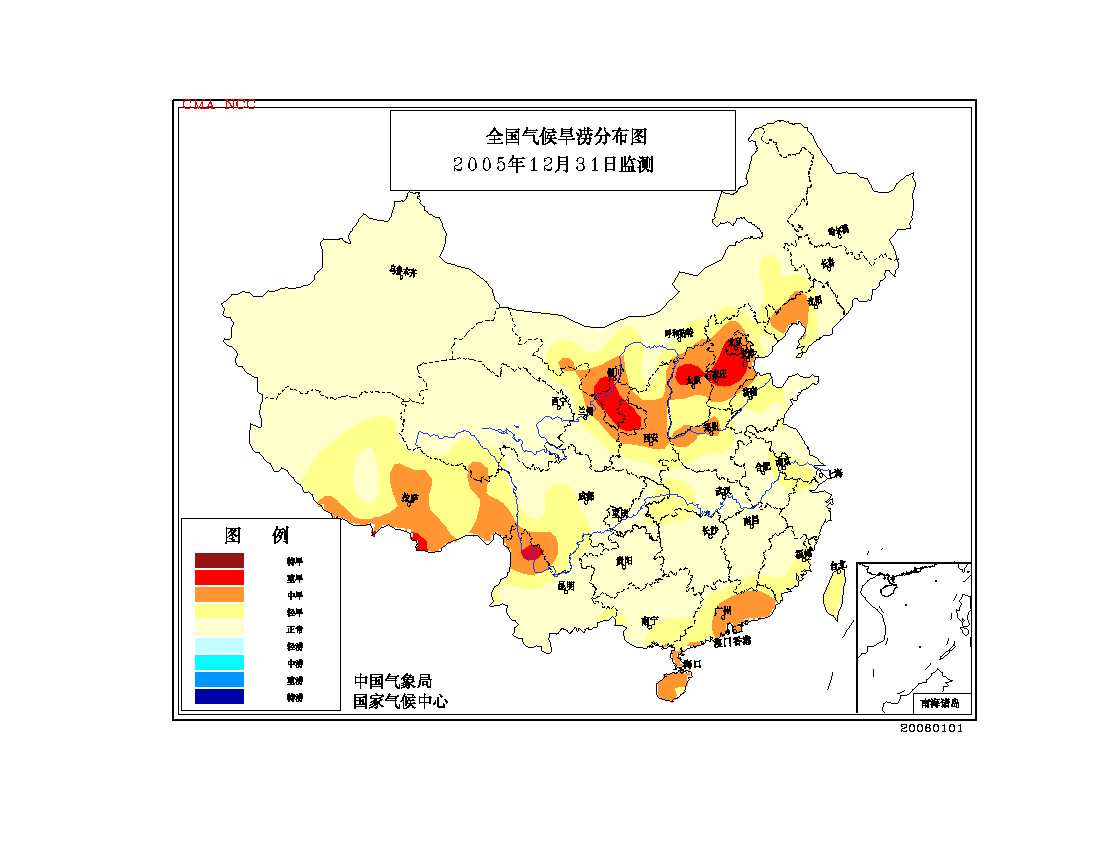 CMA NCC
全国气候旱涝分布图
2005年12月31日监测
哈尔滨
长春
乌鲁木齐
沈阳
呼和浩特
北京
天津
银川
太原
石家庄
济南
西宁
兰州
郑州
西安
合肥
南京
上海
拉萨
成都
武汉
重庆
长沙
南昌
贵阳
福州
昆明
台北
南宁
广州
澳门
香港
海口
图 例
特旱
重旱
中旱
轻旱
正常
轻涝
中涝
重涝
特涝
中国气象局
国家气候中心
南海诸岛
20060101